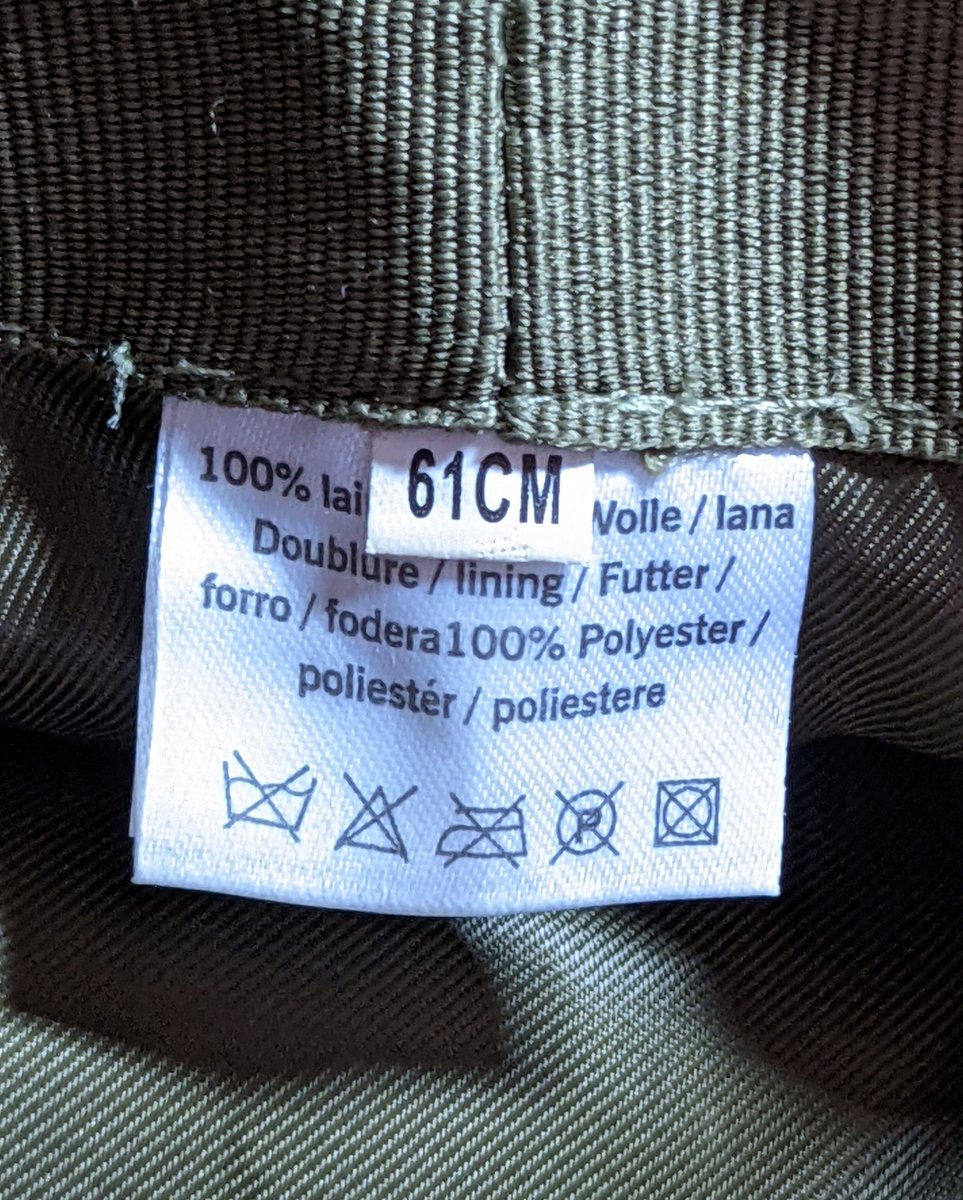 61CM
100% lai Wolle / lana
Doublure / lining / Futter /
forro / fodera100% Polyester /
poliestér / poliestere
P